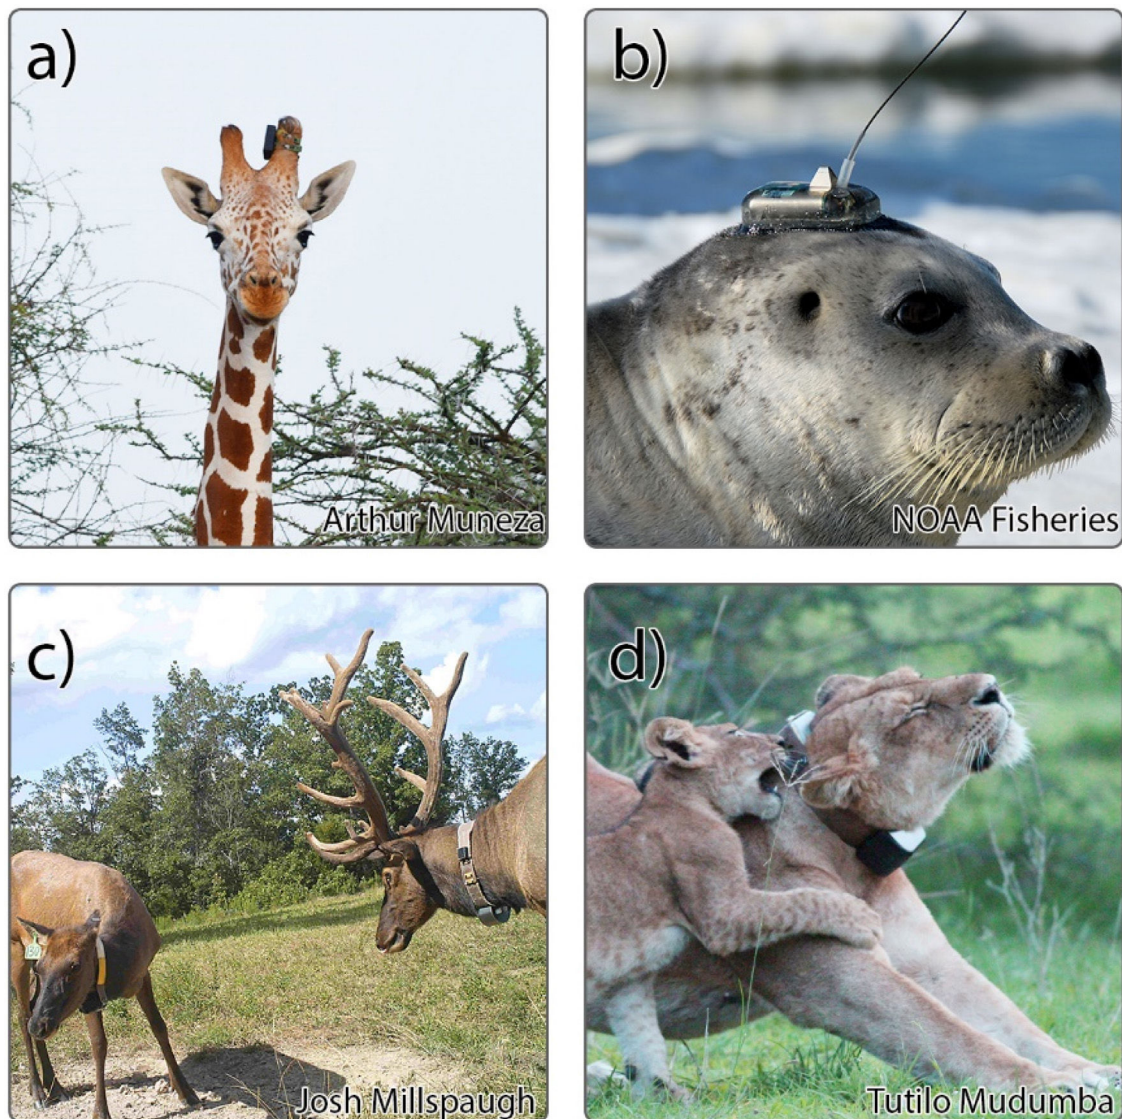 a)
Arthur Muneza
b)
NOAA Fisheries
c)
Josh Millspaugh
d)
Tutilo Mudumba